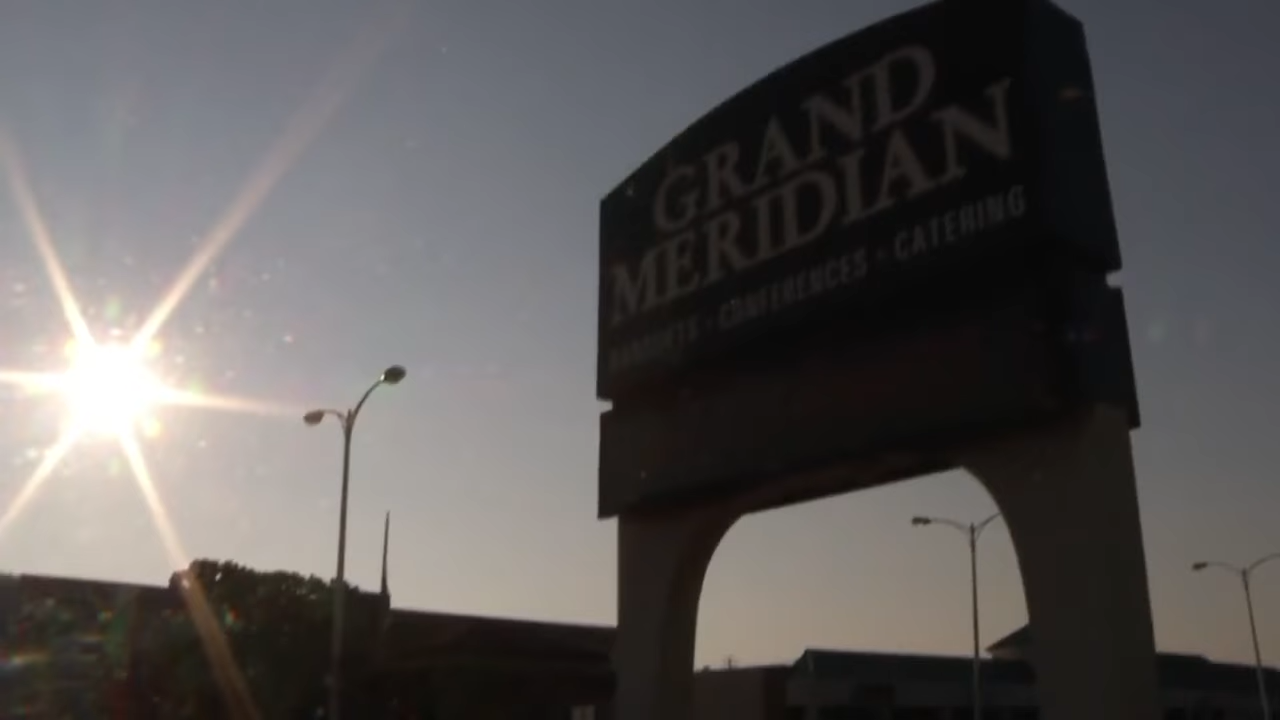 GRAND
MERIDIAN
BANQUETS • CONFERENCES • CATERING